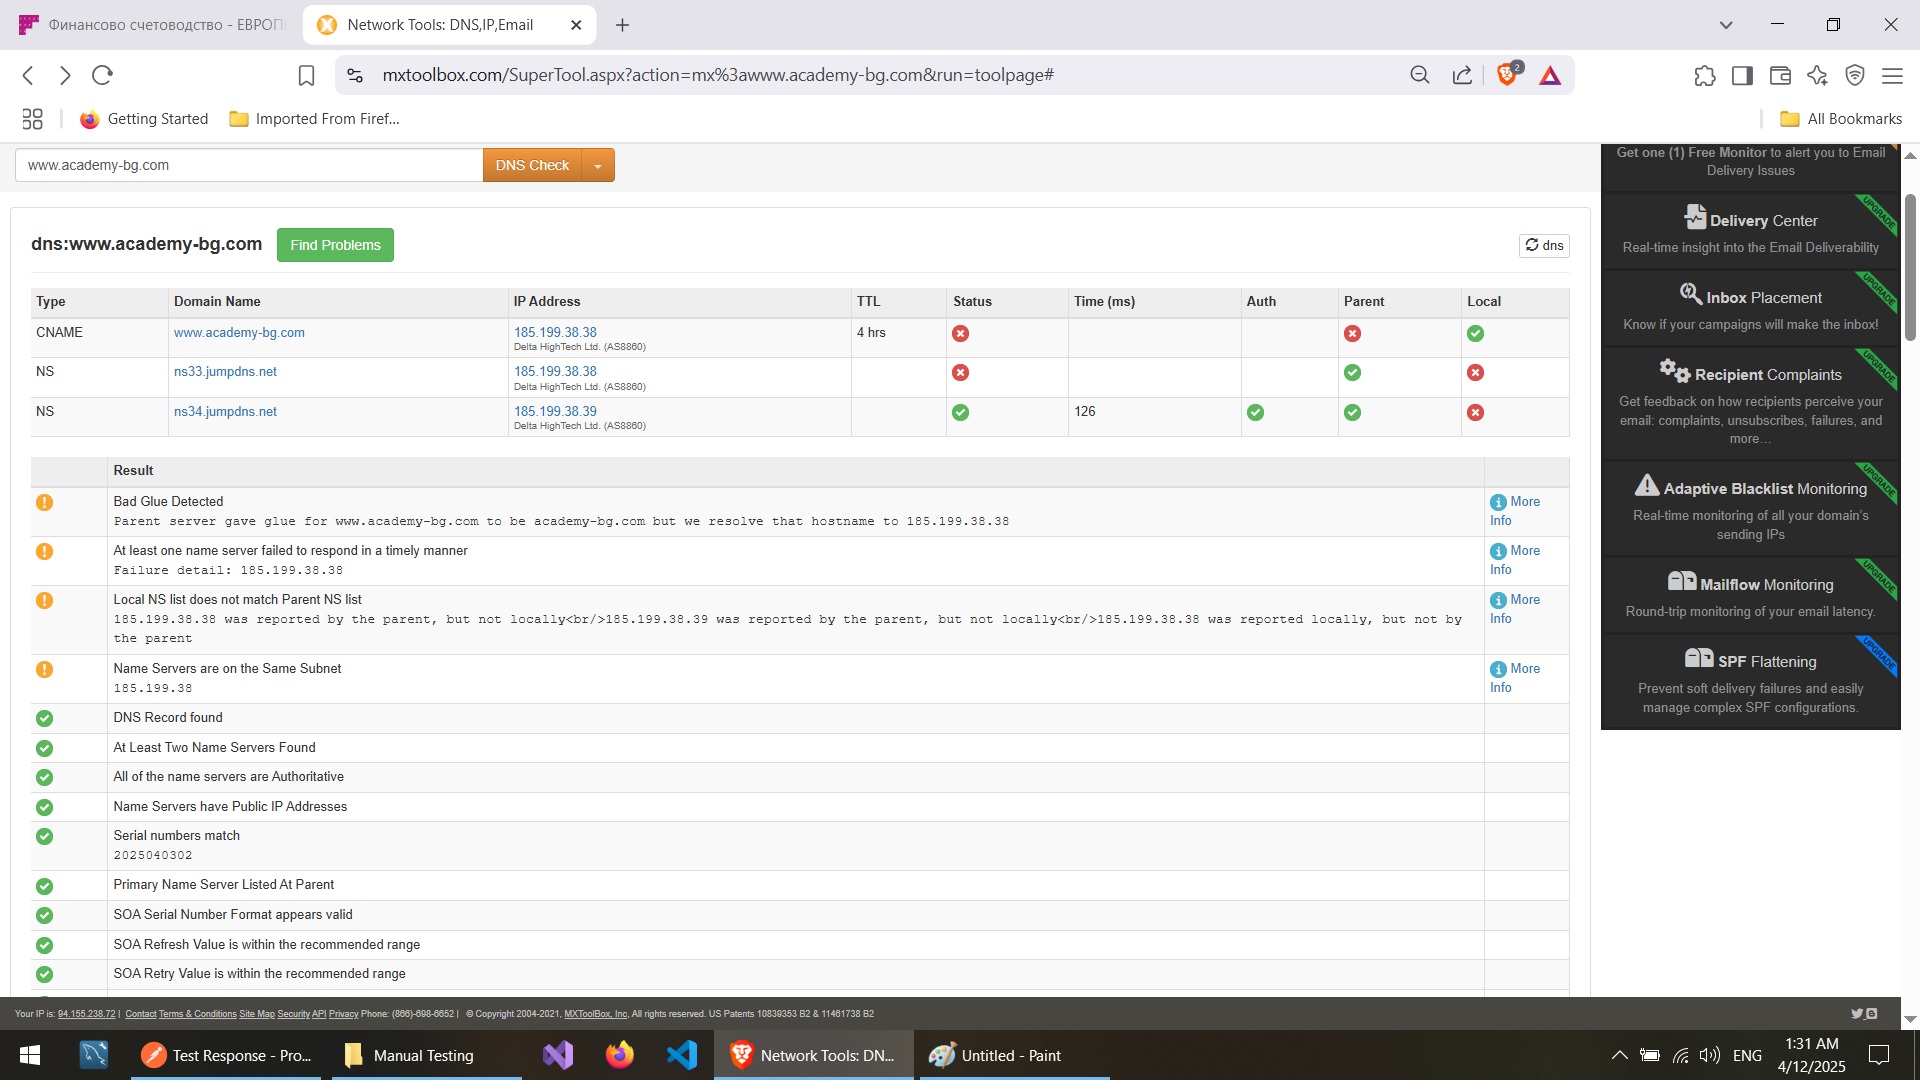 Финансово счетоводство - ЕВРОП
Network Tools: DNS,IP,Email
mxtoolbox.com/SuperTool.aspx?action=mx%3awww.academy-bg.com&run=toolpage#
2
Getting Started
Imported From Firef...
All Bookmarks
www.academy-bg.com
DNS Check
dns:www.academy-bg.com
Find Problems
dns
Type Domain Name IP Address TTL Status Time (ms) Auth Parent Local
CNAME www.academy-bg.com 185.199.38.38 4 hrs
Delta HighTech Ltd. (AS8860)
NS ns33.jumpdns.net 185.199.38.38
Delta HighTech Ltd. (AS8860)
NS ns34.jumpdns.net 185.199.38.39 126
Delta HighTech Ltd. (AS8860)
Result
Bad Glue Detected
Parent server gave glue for www.academy-bg.com to be academy-bg.com but we resolve that hostname to 185.199.38.38
More
Info
At least one name server failed to respond in a timely manner
Failure detail: 185.199.38.38
More
Info
Local NS list does not match Parent NS list
185.199.38.38 was reported by the parent, but not locally<br/>185.199.38.39 was reported by the parent, but not locally<br/>185.199.38.38 was reported locally, but not by
the parent
More
Info
Name Servers are on the Same Subnet
185.199.38
More
Info
DNS Record found
At Least Two Name Servers Found
All of the name servers are Authoritative
Name Servers have Public IP Addresses
Serial numbers match
2025040302
Primary Name Server Listed At Parent
SOA Serial Number Format appears valid
SOA Refresh Value is within the recommended range
SOA Retry Value is within the recommended range
Get one (1) Free Monitor to alert you to Email
Delivery Issues
UPGRADE
Delivery Center
Real-time insight into the Email Deliverability
UPGRADE
Inbox Placement
Know if your campaigns will make the inbox!
UPGRADE
Recipient Complaints
Get feedback on how recipients perceive your
email: complaints, unsubscribes, failures, and
more...
UPGRADE
Adaptive Blacklist Monitoring
Real-time monitoring of all your domain's
sending IPs
UPGRADE
Mailflow Monitoring
Round-trip monitoring of your email latency.
UPGRADE
SPF Flattening
Prevent soft delivery failures and easily
manage complex SPF configurations.
Your IP is: 94.155.238.72 | Contact Terms & Conditions Site Map Security API Privacy Phone: (866)-698-6652 | © Copyright 2004-2021, MXToolBox, Inc, All rights reserved. US Patents 10839353 B2 & 11461738 B2
Test Response - Pro...
Manual Testing
Network Tools: DN...
Untitled - Paint
ENG
1:31 AM
4/12/2025